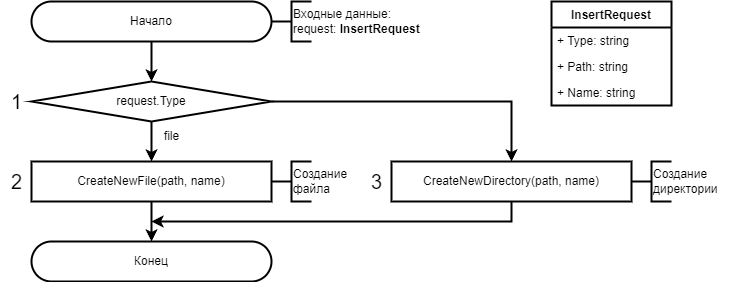 Начало
Входные данные:
request: InsertRequest
InsertRequest
+ Type: string
+ Path: string
+ Name: string
1
request.Type
file
2
CreateNewFile(path, name)
Создание
файла
3
CreateNewDirectory(path, name)
Создание
директории
Конец